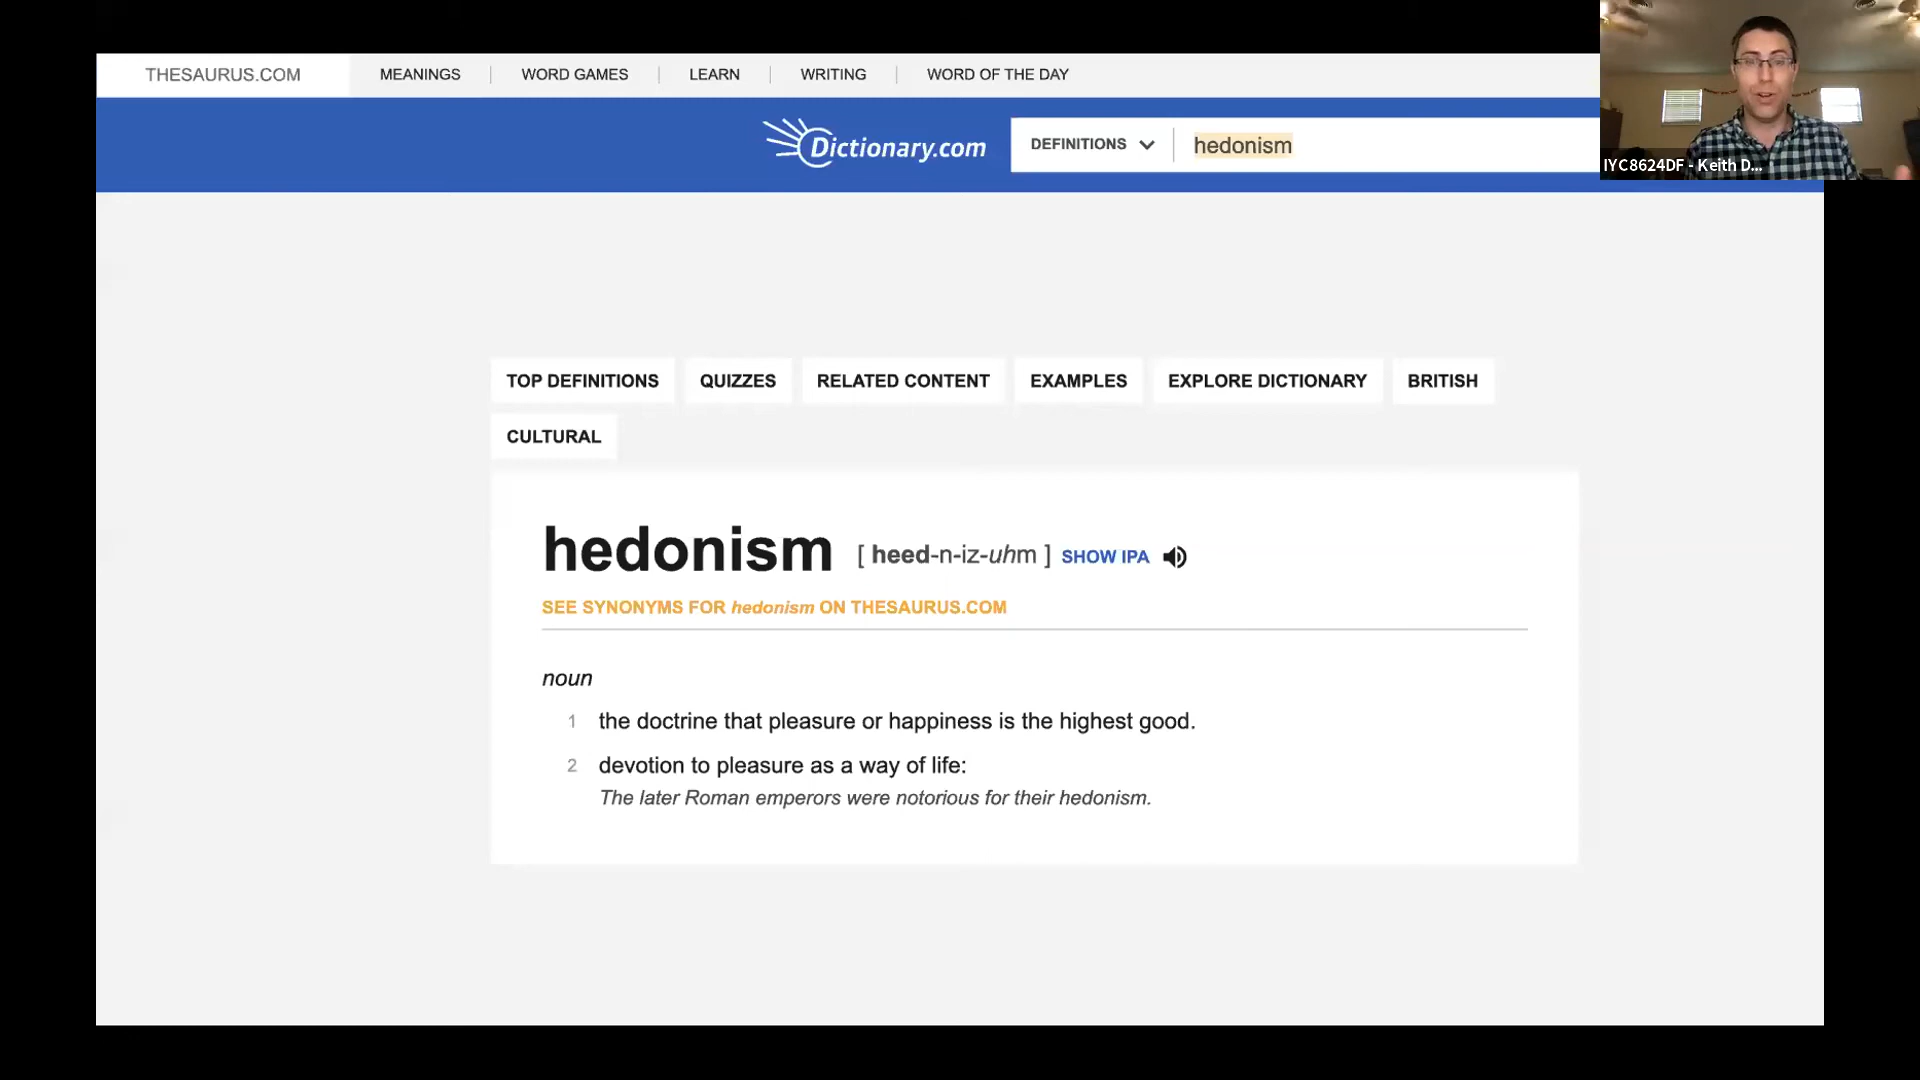 THESAURUS.COM MEANINGS WORD GAMES LEARN WRITING WORD OF THE DAY
Dictionary.com DEFINITIONS hedonism
IYC8624DF - Keith D...
TOP DEFINITIONS QUIZZES RELATED CONTENT EXAMPLES EXPLORE DICTIONARY BRITISH
CULTURAL
hedonism [ heed-n-iz-uhm ] SHOW IPA
SEE SYNONYMS FOR hedonism ON THESAURUS.COM
noun
1 the doctrine that pleasure or happiness is the highest good.
2 devotion to pleasure as a way of life:
The later Roman emperors were notorious for their hedonism.